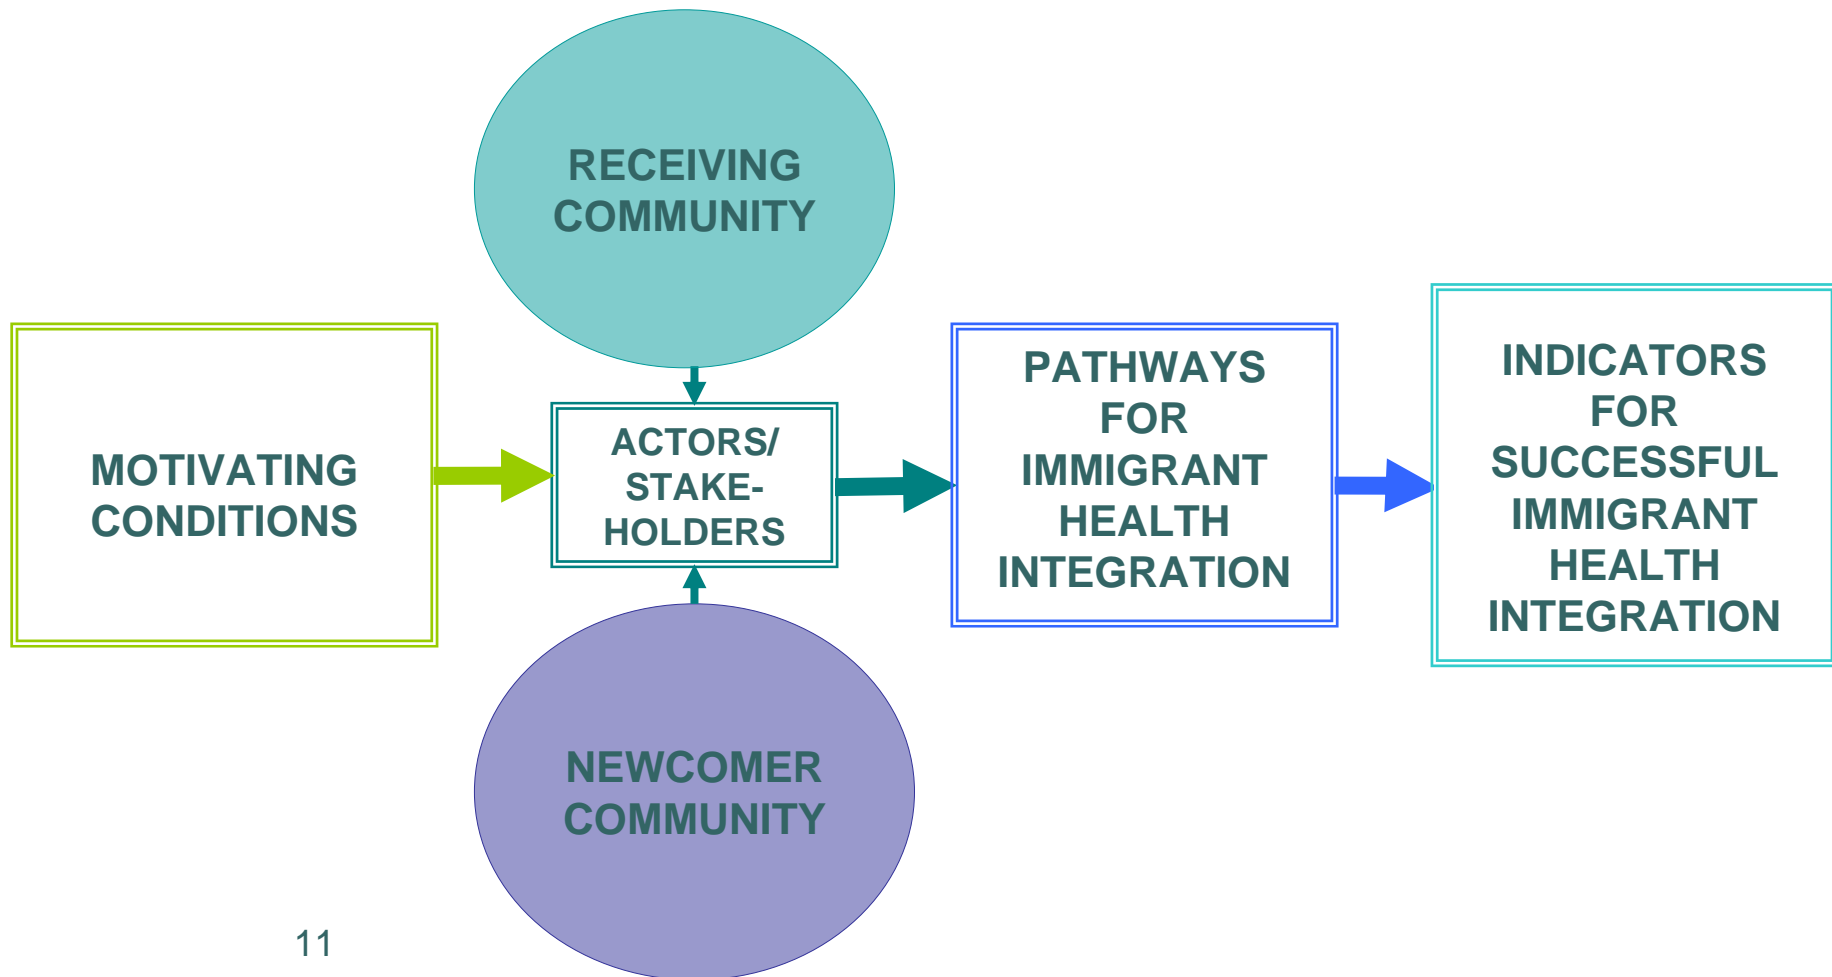 RECEIVING
COMMUNITY
MOTIVATING
CONDITIONS
ACTORS/
STAKE-
HOLDERS
PATHWAYS
FOR
IMMIGRANT
HEALTH
INTEGRATION
INDICATORS
FOR
SUCCESSFUL
IMMIGRANT
HEALTH
INTEGRATION
NEWCOMER
COMMUNITY
11